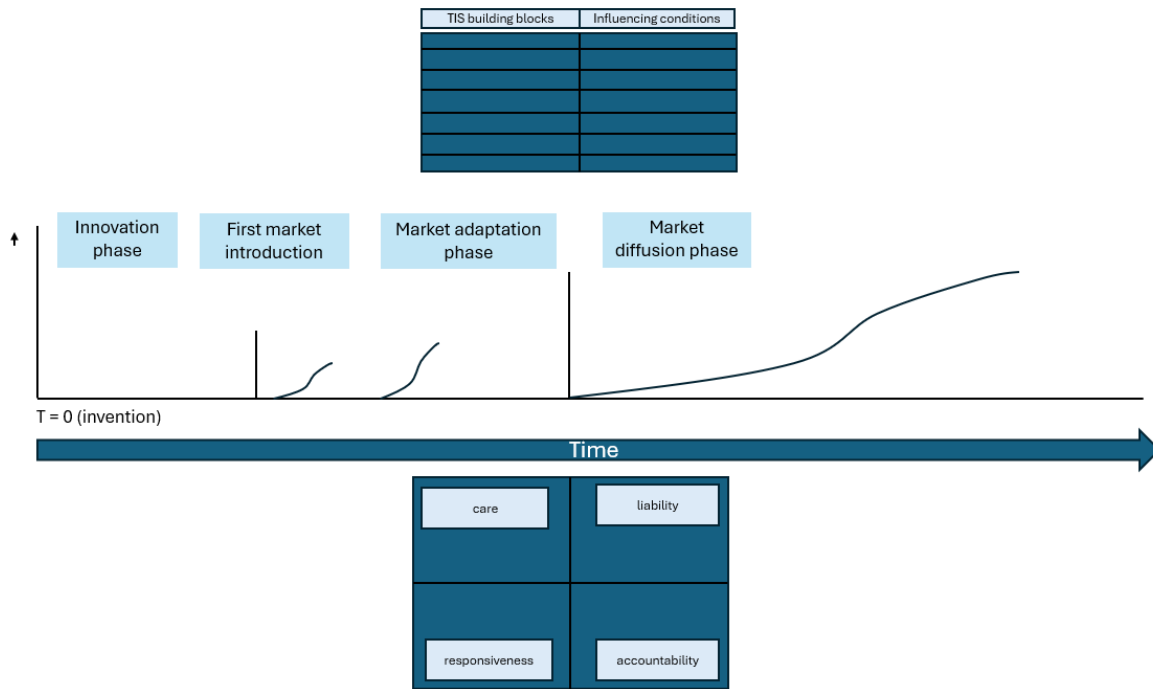 TIS building blocks
Influencing conditions
Innovation
phase
First market
introduction
Market adaptation
phase
Market
diffusion phase
T = 0 (invention)
Time
care
liability
responsiveness
accountability